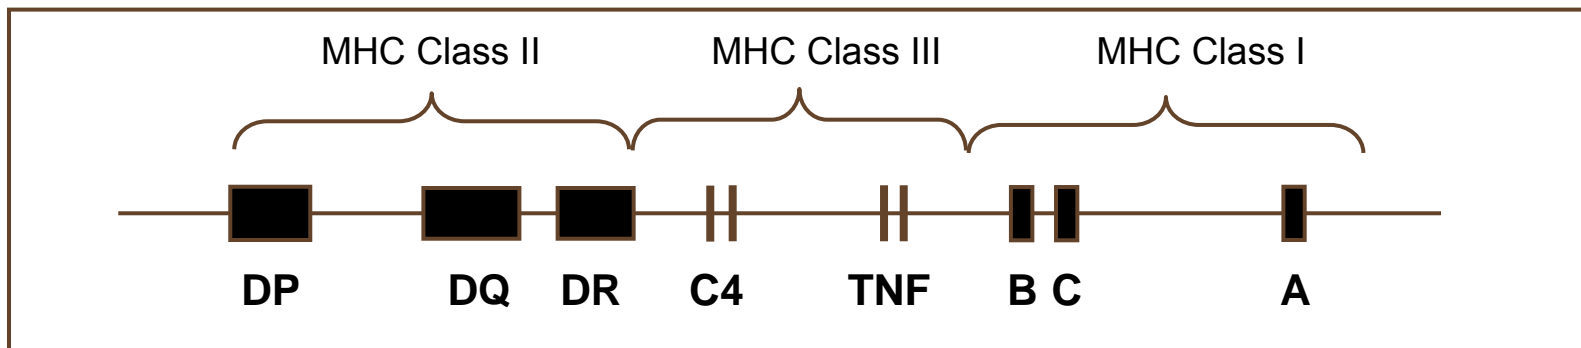 MHC Class II MHC Class III MHC Class I
DP DQ DR C4 TNF B C A